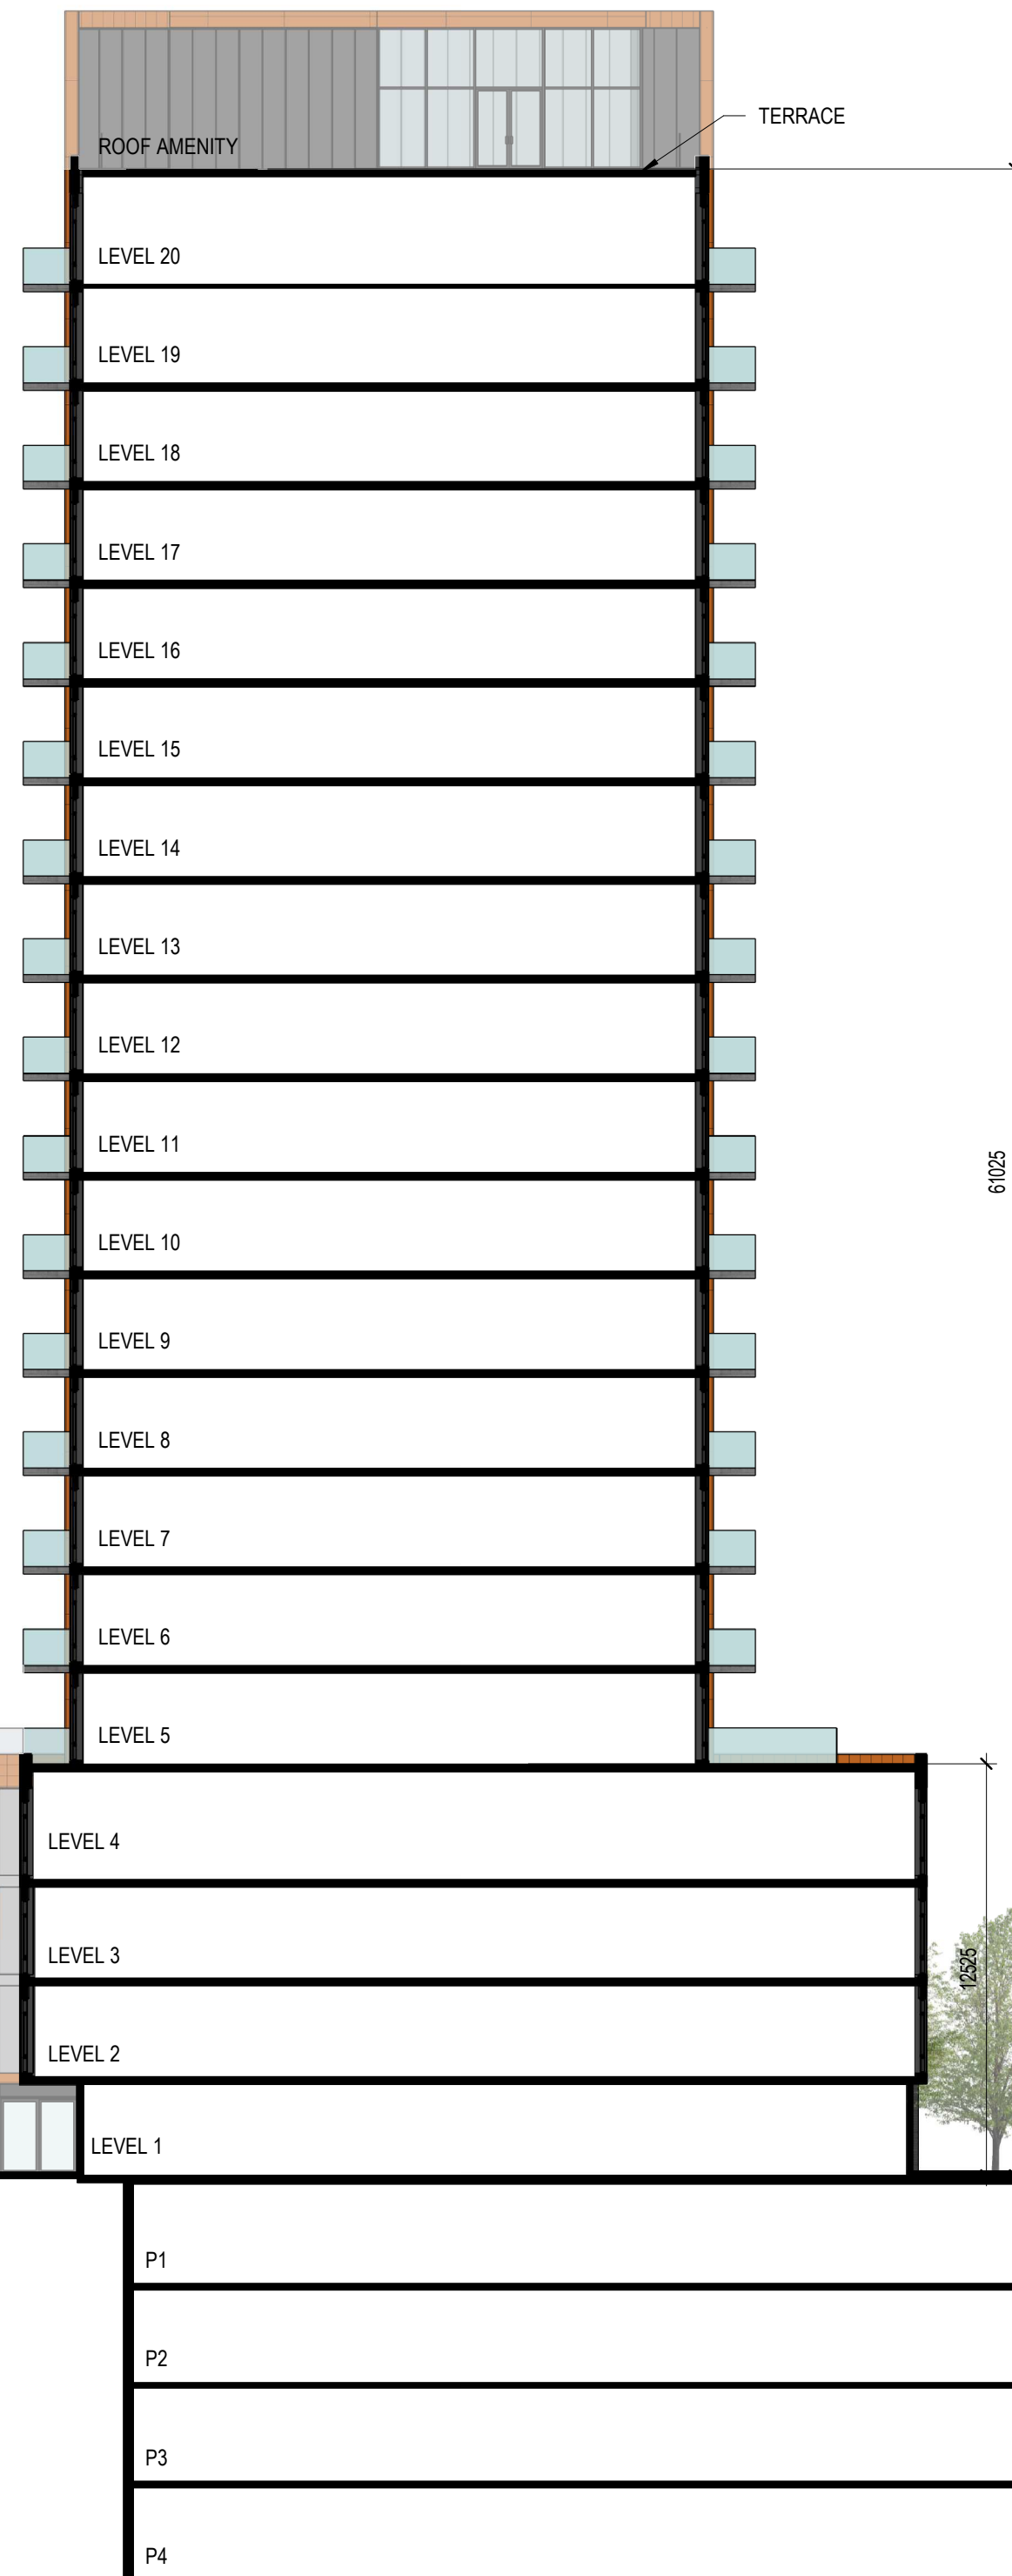 TERRACE
ROOF AMENITY
LEVEL 20
LEVEL 19
LEVEL 18
LEVEL 17
LEVEL 16
LEVEL 15
LEVEL 14
LEVEL 13
LEVEL 12
LEVEL 11
61025
LEVEL 10
LEVEL 9
LEVEL 8
LEVEL 7
LEVEL 6
LEVEL 5
LEVEL 4
LEVEL 3
12525
LEVEL 2
LEVEL 1
P1
P2
P3
P4